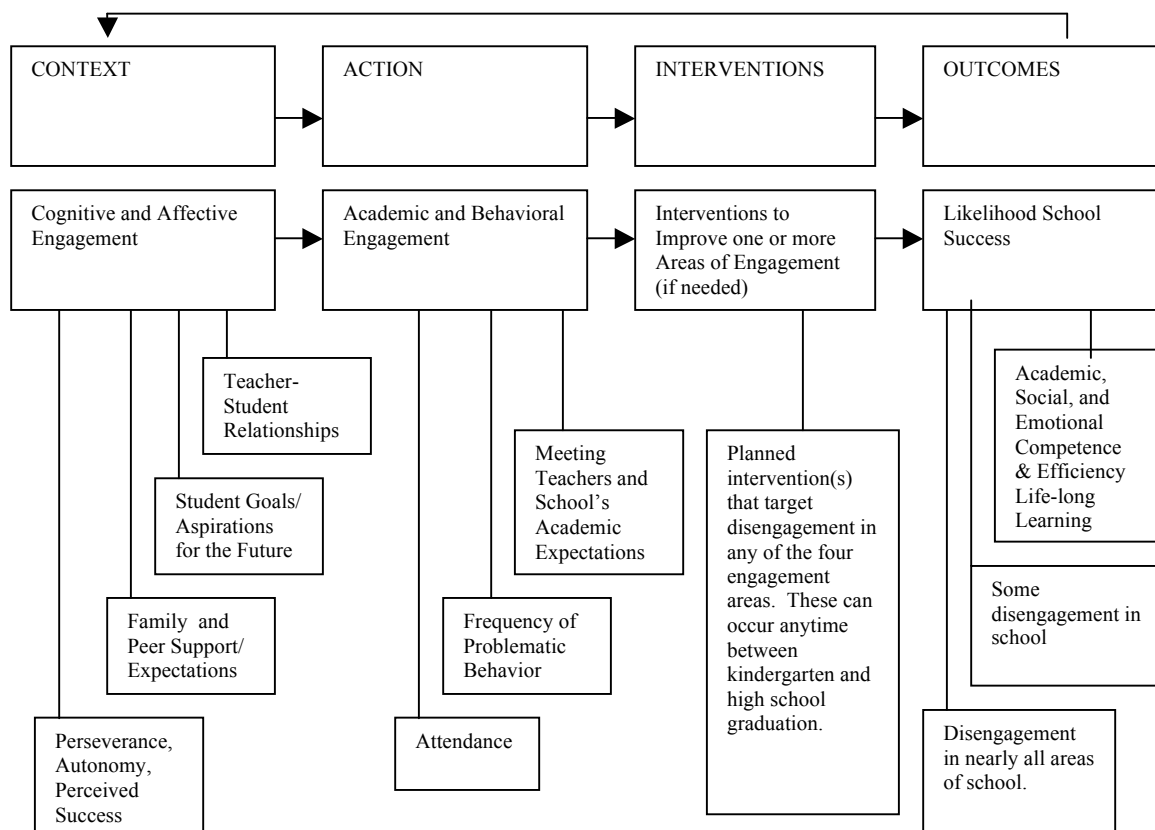 CONTEXT
ACTION
INTERVENTIONS
OUTCOMES
Cognitive and Affective
Engagement
Academic and Behavioral
Engagement
Interventions to
Improve one or more
Areas of Engagement
(if needed)
Likelihood School
Success
Teacher-
Student
Relationships
Student Goals/
Aspirations
for the Future
Family and
Peer Support/
Expectations
Perseverance,
Autonomy,
Perceived
Success
Meeting
Teachers and
School’s
Academic
Expectations
Frequency of
Problematic
Behavior
Attendance
Planned
intervention(s)
that target
disengagement in
any of the four
engagement
areas. These can
occur anytime
between
kindergarten and
high school
graduation.
Academic,
Social, and
Emotional
Competence
& Efficiency
Life-long
Learning
Some
disengagement in
school
Disengagement
in nearly all areas
of school.